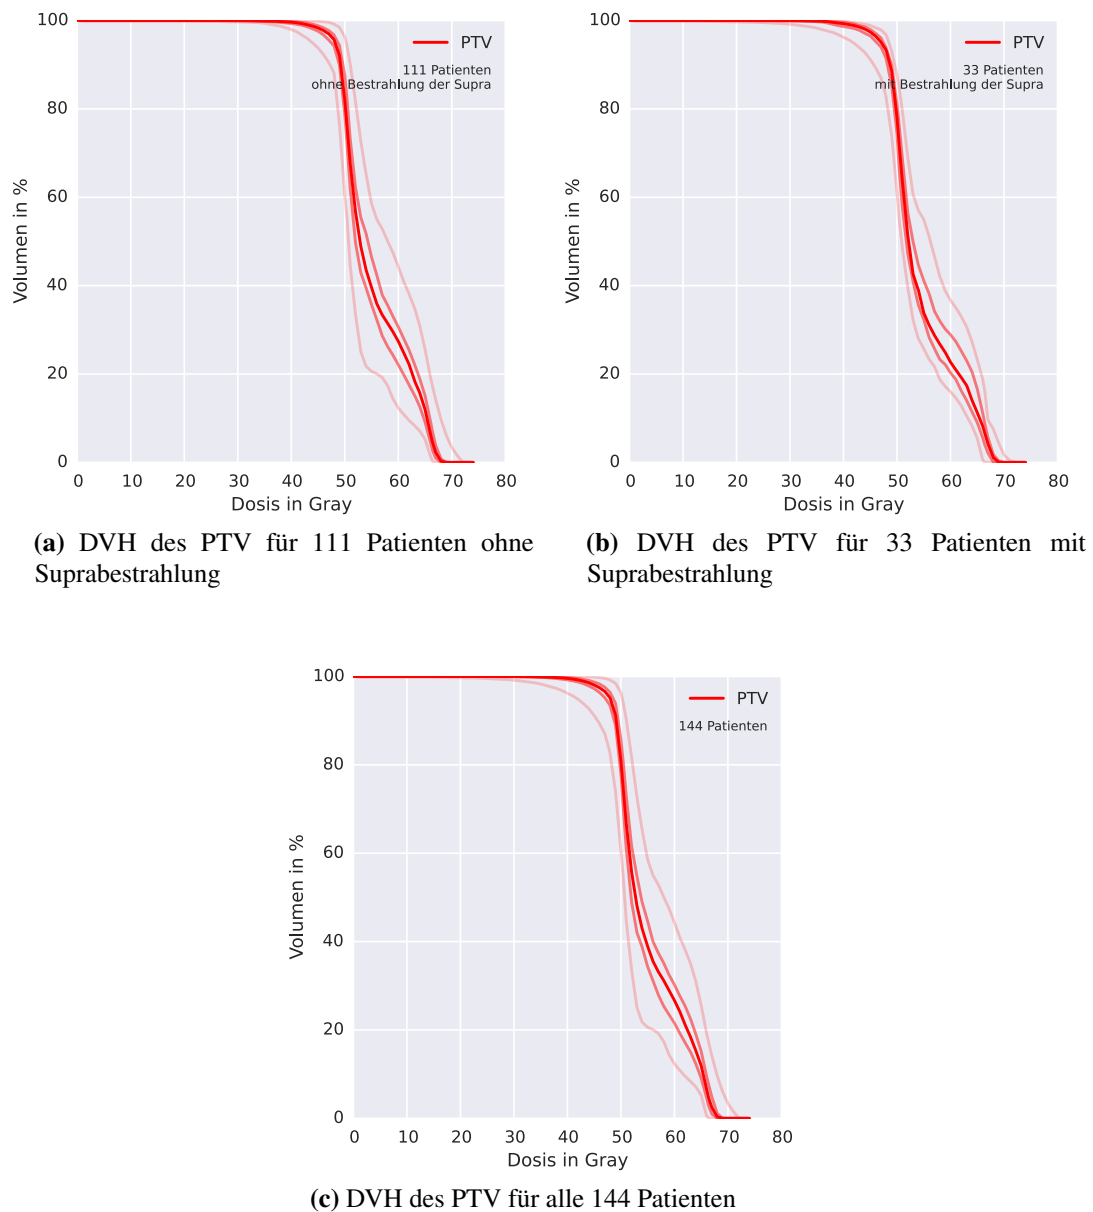 100
80
60
40
20
0
Volumen in %
PTV
111 Patienten
ohne Bestrahlung der Supra
0 10 20 30 40 50 60 70 80
Dosis in Gray
(a) DVH des PTV für 111 Patienten ohne
Suprabestrahlung
100
80
60
40
20
0
Volumen in %
PTV
33 Patienten
mit Bestrahlung der Supra
0 10 20 30 40 50 60 70 80
Dosis in Gray
(b) DVH des PTV für 33 Patienten mit
Suprabestrahlung
100
80
60
40
20
0
Volumen in %
PTV
144 Patienten
0 10 20 30 40 50 60 70 80
Dosis in Gray
(c) DVH des PTV für alle 144 Patienten